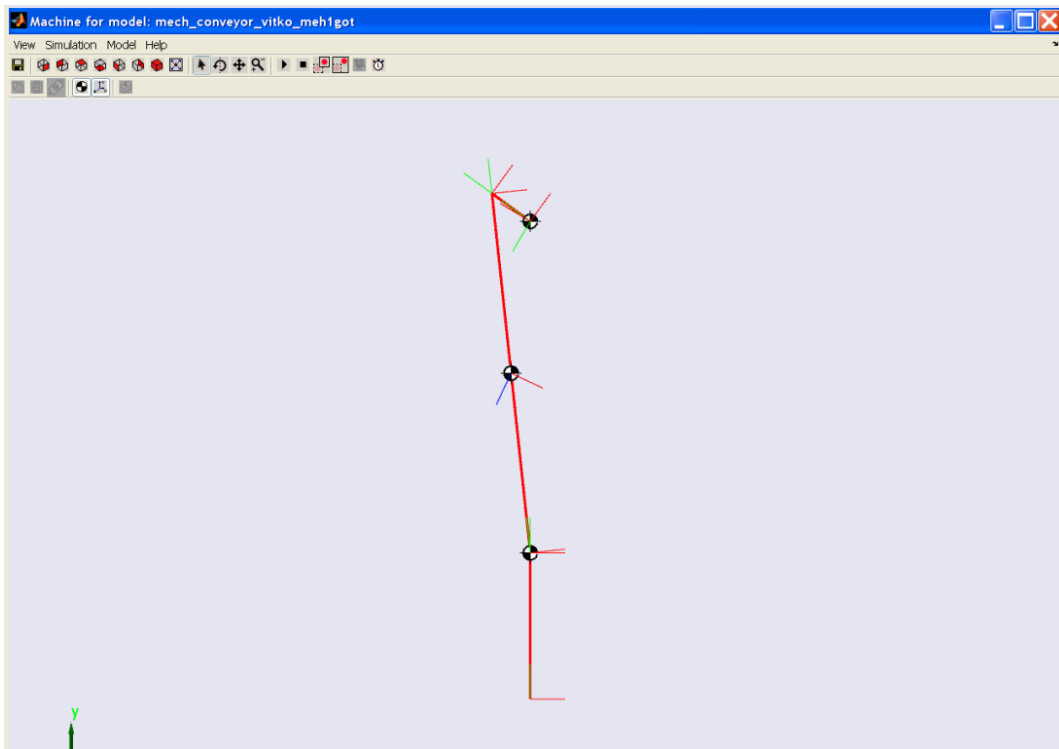 Machine for model: mech_conveyor_vitko_meh1got
View Simulation Model Help
y